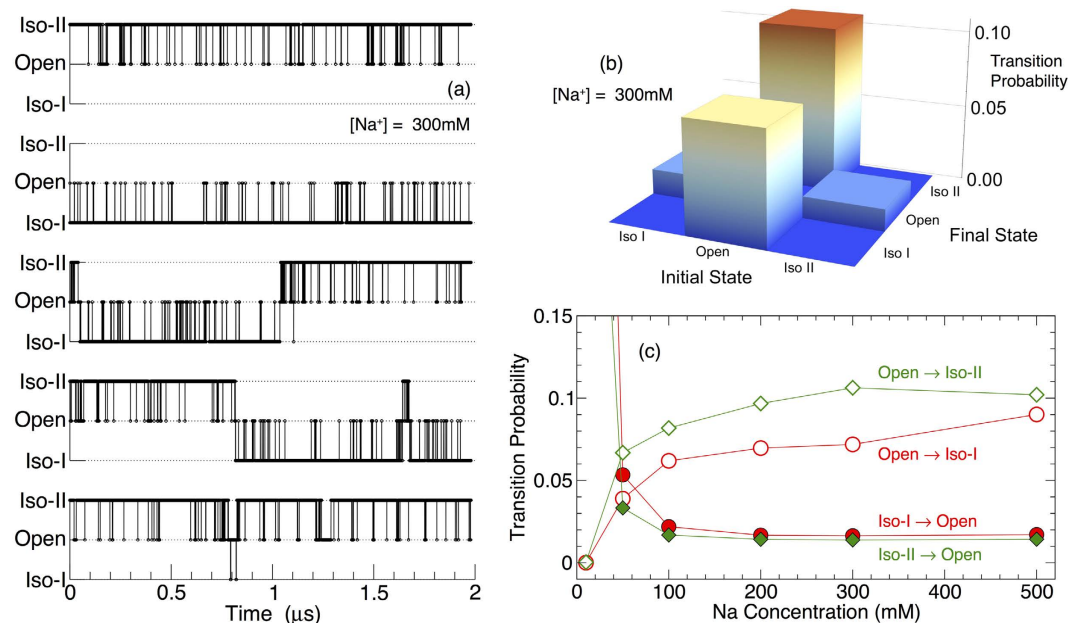 Iso-II
Open
Iso-I
(a)
[Na⁺] = 300mM
Iso-II
Open
Iso-I
Iso-II
Open
Iso-I
Iso-II
Open
Iso-I
Iso-II
Open
Iso-I
0
0.5
1
1.5
2
Time (μs)
(b)
[Na⁺] = 300mM
0.10
Transition
Probability
0.05
0.00
Iso II
Open
Iso I
Final State
Iso I
Open
Iso II
Initial State
(c)
0.15
0.1
0.05
0
Transition Probability
Open → Iso-II
Open → Iso-I
Iso-I → Open
Iso-II → Open
0
100
200
300
400
500
Na Concentration (mM)